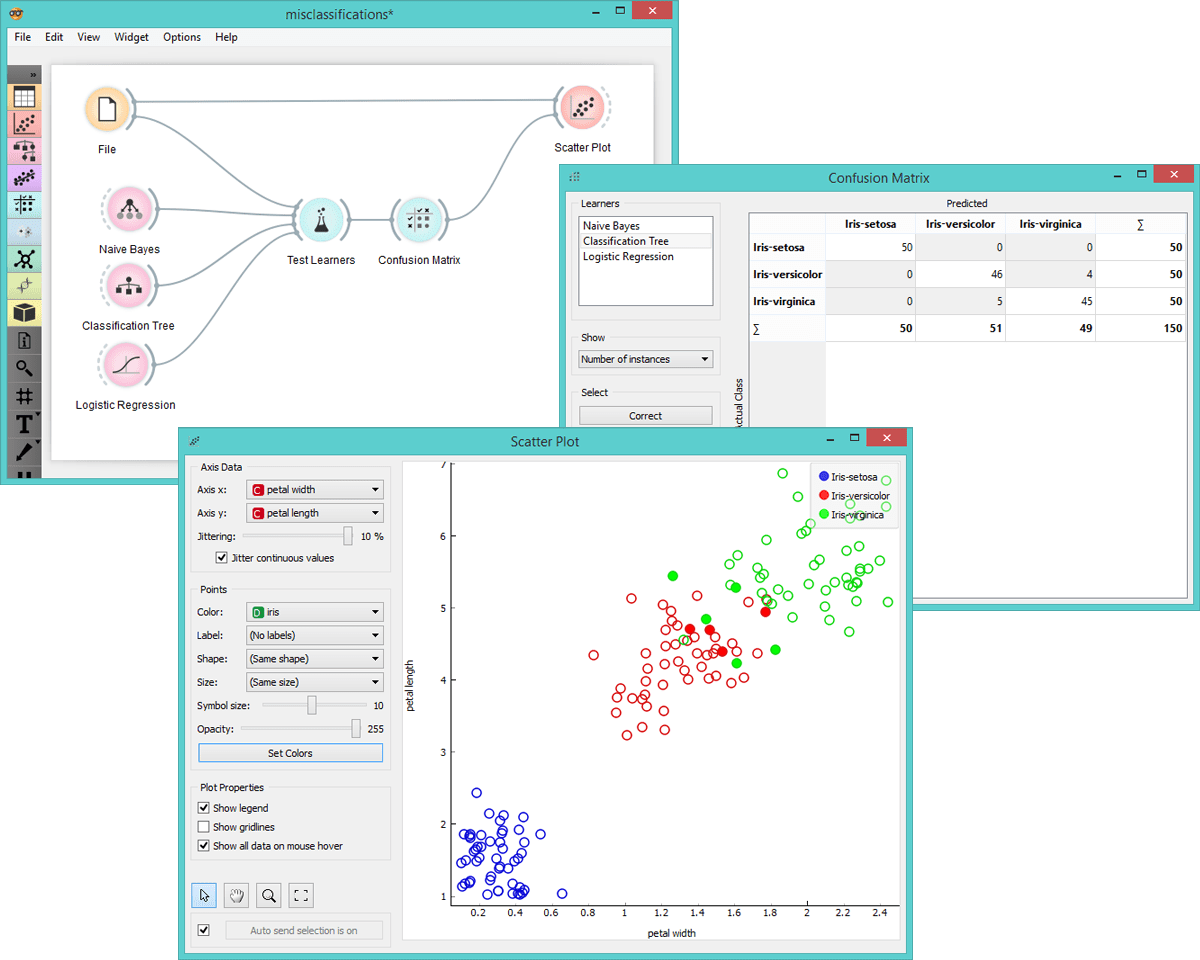 misclassifications*
File Edit View Widget Options Help
»
File
Scatter Plot
Naive Bayes
Test Learners
Confusion Matrix
Classification Tree
Logistic Regression
T
Confusion Matrix
Learners
Naive Bayes
Classification Tree
Logistic Regression
Show
Number of instances
Select
Correct
Predicted
Iris-setosa Iris-versicolor Iris-virginica ∑
Iris-setosa 50 0 0 50
Iris-versicolor 0 46 4 50
Iris-virginica 0 5 45 50
∑ 50 51 49 150
Actual Class
Scatter Plot
Axis Data
Axis x: C petal width
Axis y: C petal length
Jittering: 10 %
Jitter continuous values
Points
Color: D iris
Label: (No labels)
Shape: (Same shape)
Size: (Same size)
Symbol size: 10
Opacity: 255
Set Colors
Plot Properties
Show legend
Show gridlines
Show all data on mouse hover
Auto send selection is on
Iris-setosa
Iris-versicolor
Iris-virginica
7
6
5
4
3
2
1
petal length
0.2 0.4 0.6 0.8 1 1.2 1.4 1.6 1.8 2 2.2 2.4
petal width